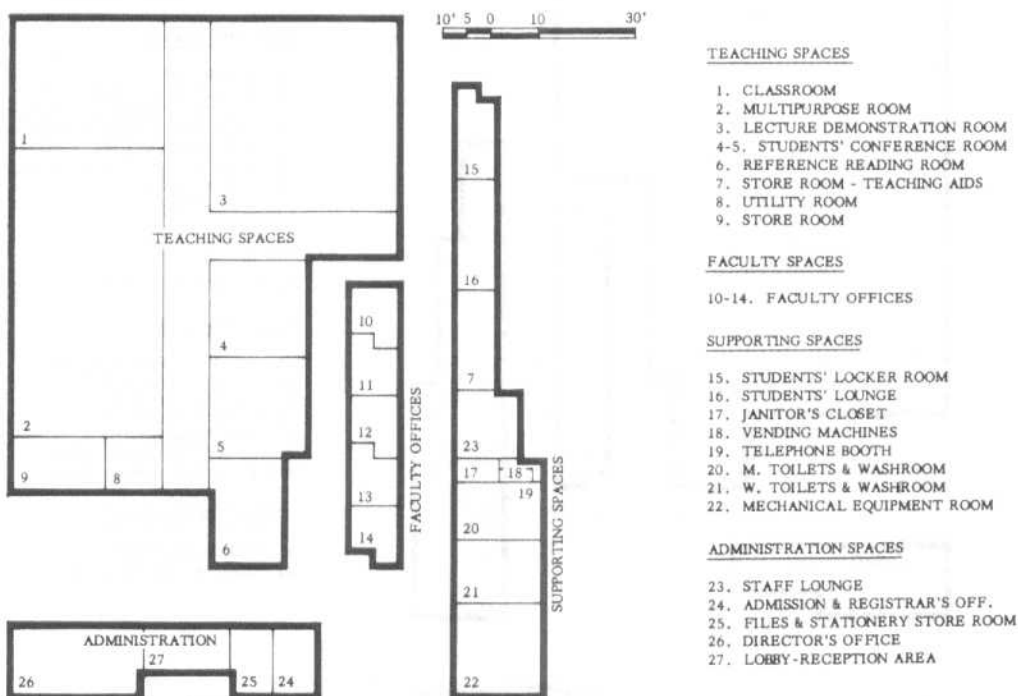 10' 5 0 10 30'
1
3
TEACHING SPACES
4
2
5
9 8
6
10
11
12
13
14
FACULTY OFFICES
15
16
7
23
17 18
19
20
21
22
SUPPORTING SPACES
ADMINISTRATION
27
26 25 24
TEACHING SPACES
1. CLASSROOM
2. MULTIPURPOSE ROOM
3. LECTURE DEMONSTRATION ROOM
4-5. STUDENTS' CONFERENCE ROOM
6. REFERENCE READING ROOM
7. STORE ROOM - TEACHING AIDS
8. UTILITY ROOM
9. STORE ROOM
FACULTY SPACES
10-14. FACULTY OFFICES
SUPPORTING SPACES
15. STUDENTS' LOCKER ROOM
16. STUDENTS' LOUNGE
17. JANITOR'S CLOSET
18. VENDING MACHINES
19. TELEPHONE BOOTH
20. M. TOILETS & WASHROOM
21. W. TOILETS & WASHROOM
22. MECHANICAL EQUIPMENT ROOM
ADMINISTRATION SPACES
23. STAFF LOUNGE
24. ADMISSION & REGISTRAR'S OFF.
25. FILES & STATIONERY STORE ROOM
26. DIRECTOR'S OFFICE
27. LOBBY-RECEPTION AREA